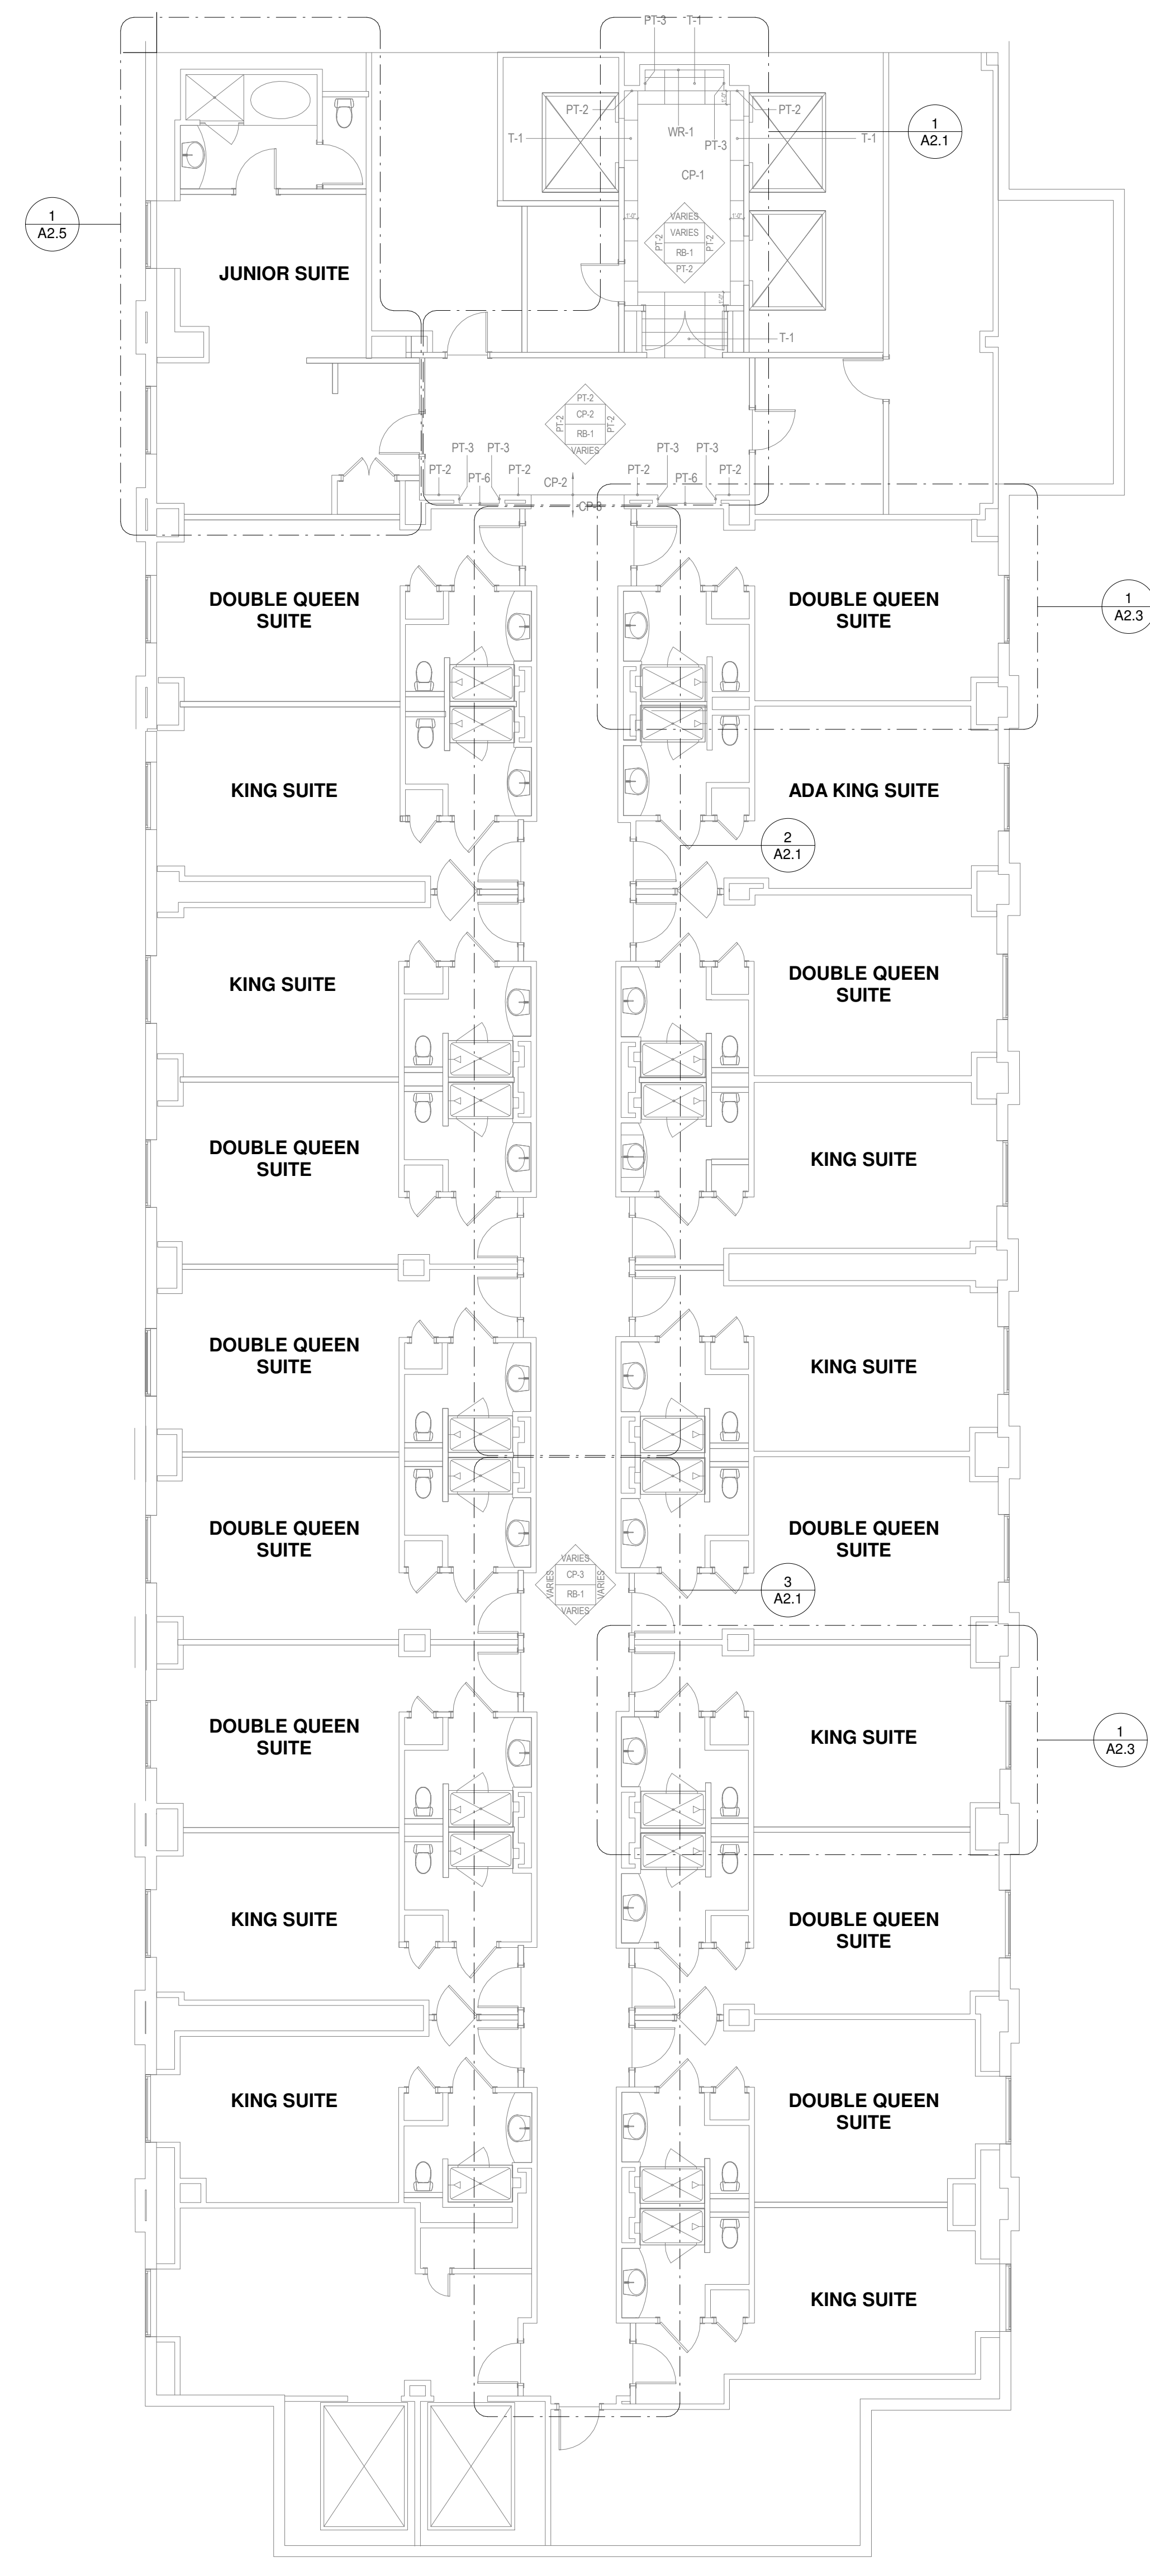 PT-3
T-1
PT-2
PT-2
1
A2.1
T-1
WR-1
PT-3
T-1
CP-1
1
A2.5
1'-0"
VARIES
1'-0"
VARIES
PT-2
PT-2
RB-1
PT-2
JUNIOR SUITE
T-1
PT-2
CP-2
PT-2
PT-2
RB-1
VARIES
PT-3
PT-3
PT-3
PT-3
PT-2
PT-6
PT-2
CP-2
PT-2
PT-6
PT-2
CP-3
DOUBLE QUEEN
SUITE
DOUBLE QUEEN
SUITE
1
A2.3
KING SUITE
ADA KING SUITE
2
A2.1
KING SUITE
DOUBLE QUEEN
SUITE
DOUBLE QUEEN
SUITE
KING SUITE
DOUBLE QUEEN
SUITE
KING SUITE
DOUBLE QUEEN
SUITE
DOUBLE QUEEN
SUITE
VARIES
CP-3
VARIES
VARIES
RB-1
VARIES
3
A2.1
DOUBLE QUEEN
SUITE
KING SUITE
1
A2.3
KING SUITE
DOUBLE QUEEN
SUITE
KING SUITE
DOUBLE QUEEN
SUITE
KING SUITE